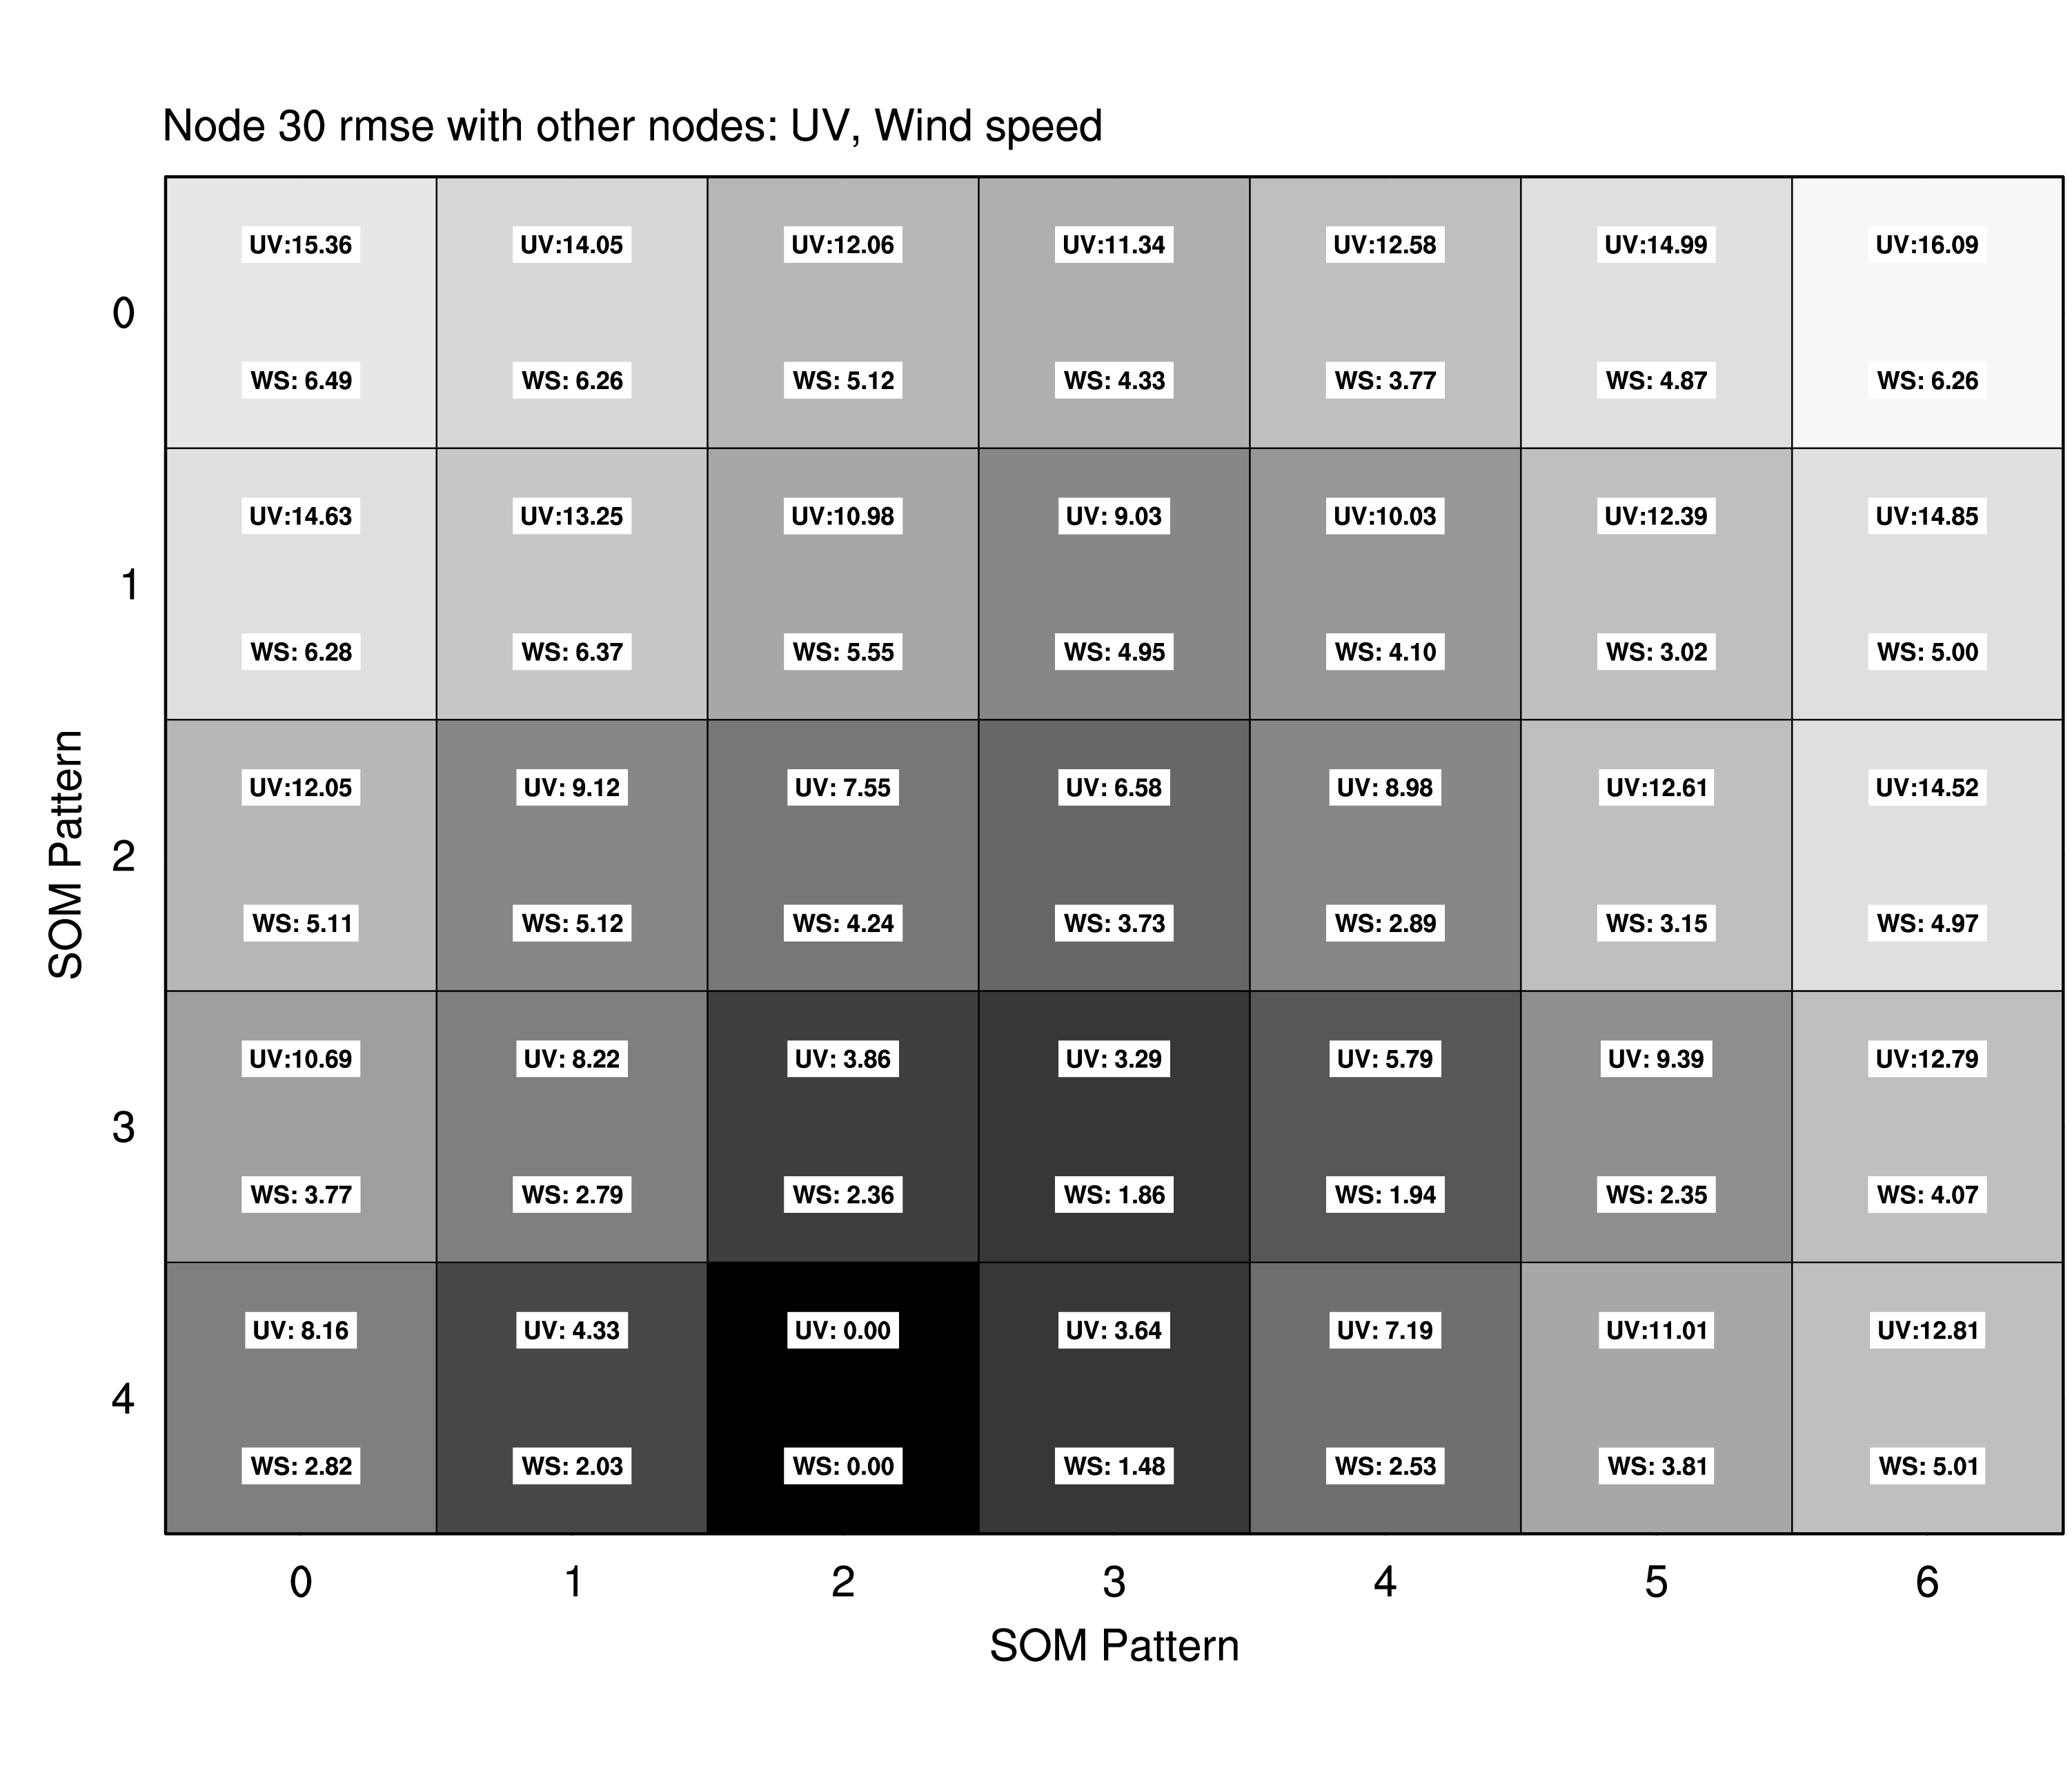 Node 30 rmse with other nodes: UV, Wind speed
UV:15.36 UV:14.05 UV:12.06 UV:11.34 UV:12.58 UV:14.99 UV:16.09
0
WS: 6.49 WS: 6.26 WS: 5.12 WS: 4.33 WS: 3.77 WS: 4.87 WS: 6.26
UV:14.63 UV:13.25 UV:10.98 UV: 9.03 UV:10.03 UV:12.39 UV:14.85
1
WS: 6.28 WS: 6.37 WS: 5.55 WS: 4.95 WS: 4.10 WS: 3.02 WS: 5.00
SOM Pattern
UV:12.05 UV: 9.12 UV: 7.55 UV: 6.58 UV: 8.98 UV:12.61 UV:14.52
2
WS: 5.11 WS: 5.12 WS: 4.24 WS: 3.73 WS: 2.89 WS: 3.15 WS: 4.97
UV:10.69 UV: 8.22 UV: 3.86 UV: 3.29 UV: 5.79 UV: 9.39 UV:12.79
3
WS: 3.77 WS: 2.79 WS: 2.36 WS: 1.86 WS: 1.94 WS: 2.35 WS: 4.07
UV: 8.16 UV: 4.33 UV: 0.00 UV: 3.64 UV: 7.19 UV:11.01 UV:12.81
4
WS: 2.82 WS: 2.03 WS: 0.00 WS: 1.48 WS: 2.53 WS: 3.81 WS: 5.01
0 1 2 3 4 5 6
SOM Pattern